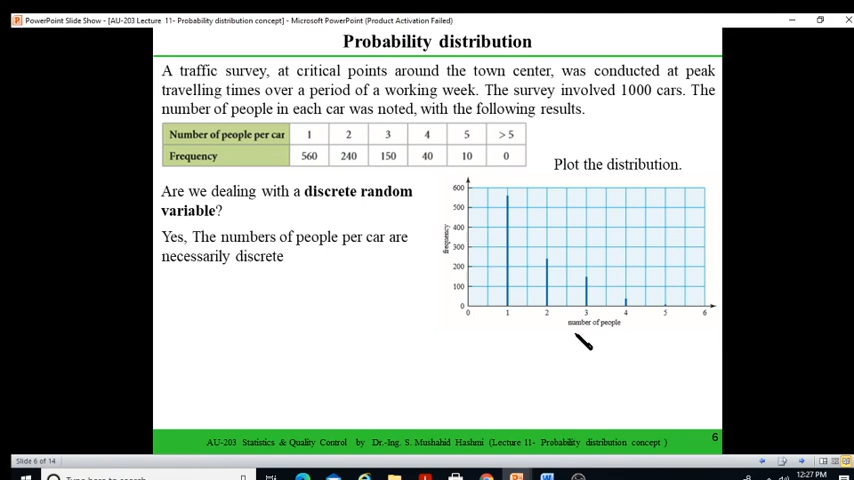 PowerPoint Slide Show - [AU-203 Lecture 11- Probability distribution concept] - Microsoft PowerPoint (Product Activation Failed)
Probability distribution
A traffic survey, at critical points around the town center, was conducted at peak
travelling times over a period of a working week. The survey involved 1000 cars. The
number of people in each car was noted, with the following results.
Number of people per car 1 2 3 4 5 > 5
Frequency 560 240 150 40 10 0
Plot the distribution.
Are we dealing with a discrete random
variable?
Yes, The numbers of people per car are
necessarily discrete
600
500
400
300
200
100
0
frequency
0 1 2 3 4 5 6
number of people
AU-203 Statistics & Quality Control by Dr.-Ing. S. Mushahid Hashmi (Lecture 11- Probability distribution concept )
6
Slide 6 of 14
12:27 PM